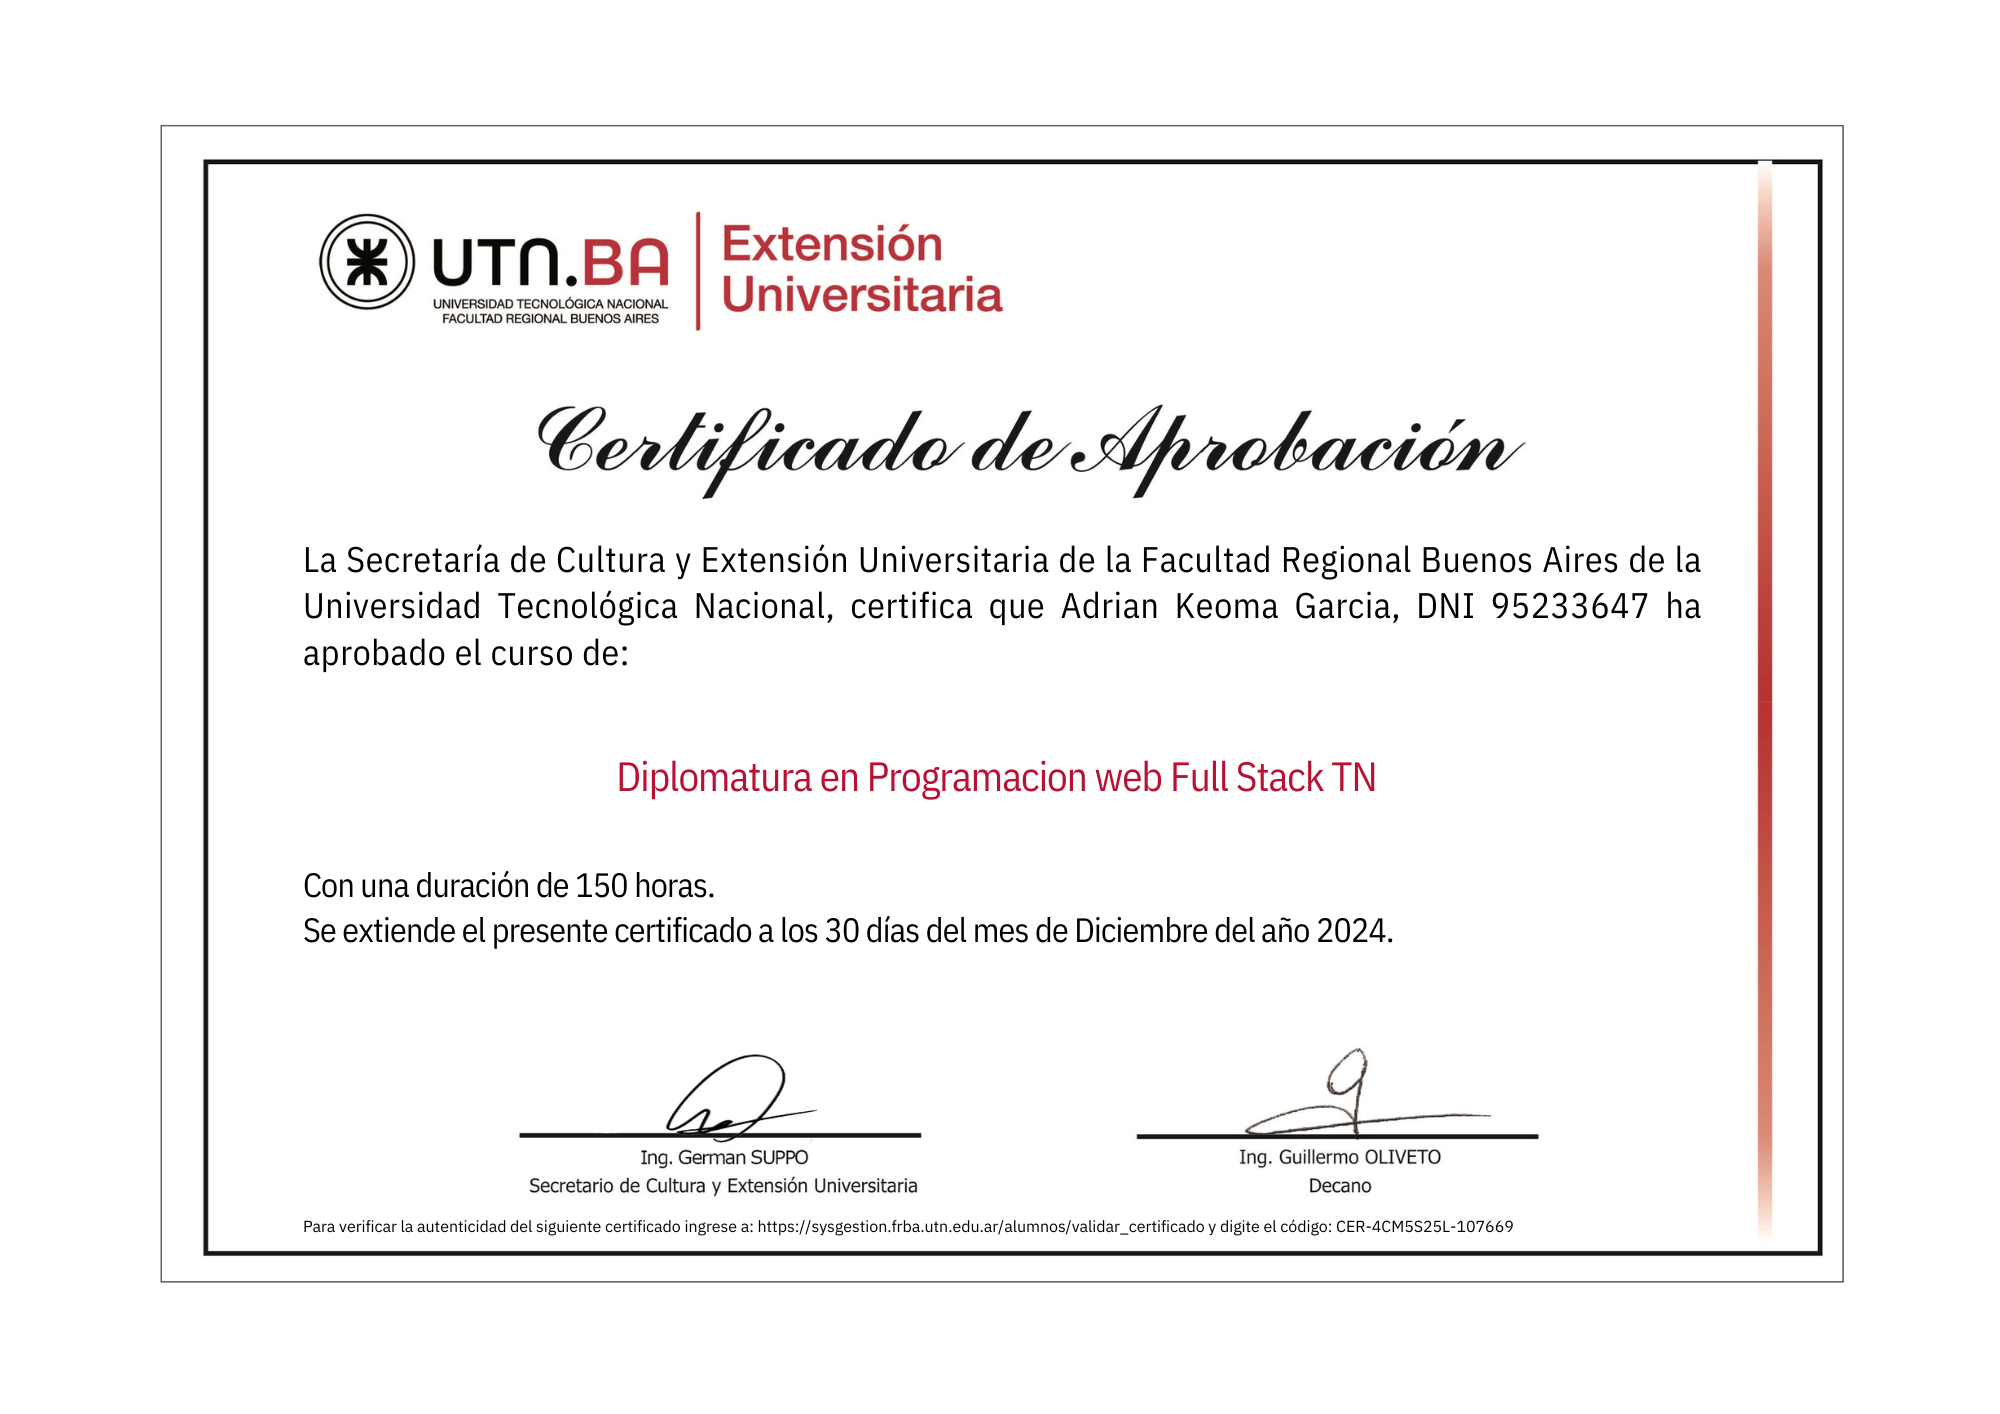 UTN.BA
UNIVERSIDAD TECNOLÓGICA NACIONAL
FACULTAD REGIONAL BUENOS AIRES
Extensión
Universitaria
Certificado de Aprobación
La Secretaría de Cultura y Extensión Universitaria de la Facultad Regional Buenos Aires de la
Universidad Tecnológica Nacional, certifica que Adrian Keoma Garcia, DNI 95233647 ha
aprobado el curso de:
Diplomatura en Programacion web Full Stack TN
Con una duración de 150 horas.
Se extiende el presente certificado a los 30 días del mes de Diciembre del año 2024.
Ing. German SUPPO
Secretario de Cultura y Extensión Universitaria
Ing. Guillermo OLIVETO
Decano
Para verificar la autenticidad del siguiente certificado ingrese a: https://sysgestion.frba.utn.edu.ar/alumnos/validar_certificado y digite el código: CER-4CM5S25L-107669